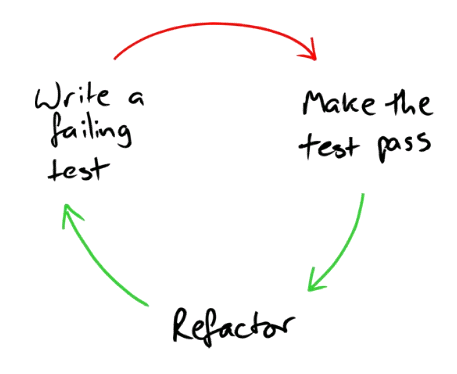 Write a
failing
test
Make the
test pass
Refactor